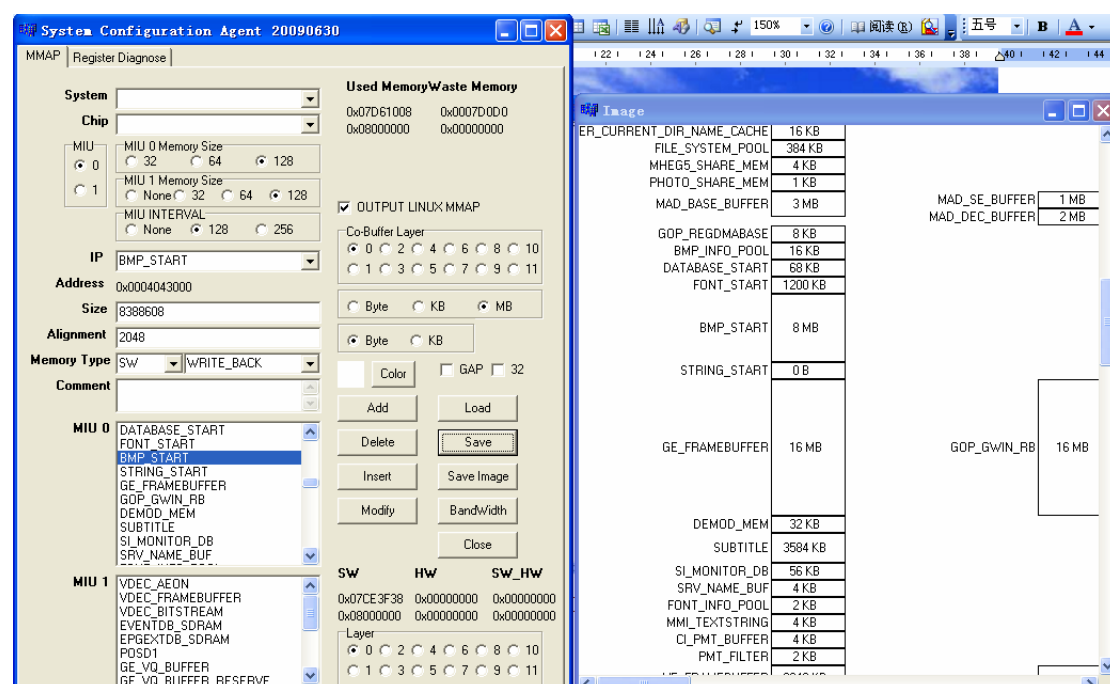 System Configuration Agent 20090630
MMAP Register Diagnose
System
Chip
MIU
0
1
MIU 0 Memory Size
32 64 128
MIU 1 Memory Size
None 32 64 128
MIU INTERVAL
None 128 256
IP BMP_START
Address 0x0004043000
Size 8388608
Alignment 2048
Memory Type SW WRITE_BACK
Comment
MIU 0
DATABASE_START
FONT_START
BMP_START
STRING_START
GE_FRAMEBUFFER
GOP_GWIN_RB
DEMOD_MEM
SUBTITLE
SI_MONITOR_DB
SRV_NAME_BUF
MIU 1
VDEC_AEON
VDEC_FRAMEBUFFER
VDEC_BITSTREAM
EVENTDB_SDRAM
EPGEXTDB_SDRAM
POSD1
GE_VQ_BUFFER
GE_VQ_BUFFER_RESERVE
Used Memory Waste Memory
0x07D61008 0x0007D0D0
0x08000000 0x00000000
OUTPUT LINUX MMAP
Co-Buffer Layer
0 2 4 6 8 10
1 3 5 7 9 11
Byte KB MB
Byte KB
Color GAP 32
Add Load
Delete Save
Insert Save Image
Modify BandWidth
Close
SW HW SW_HW
0x07CE3F38 0x00000000 0x00000000
0x08000000 0x00000000 0x00000000
Layer
0 2 4 6 8 10
1 3 5 7 9 11
150% 阅读(R) 五号 B A
22 24 26 28 30 32 34 36 38 40 42 44
Image
ER_CURRENT_DIR_NAME_CACHE 16 KB
FILE_SYSTEM_POOL 384 KB
MHEG5_SHARE_MEM 4 KB
PHOTO_SHARE_MEM 1 KB
MAD_BASE_BUFFER 3 MB
MAD_SE_BUFFER 1 MB
MAD_DEC_BUFFER 2 MB
GOP_REGDMABASE 8 KB
BMP_INFO_POOL 16 KB
DATABASE_START 68 KB
FONT_START 1200 KB
BMP_START 8 MB
STRING_START 0 B
GE_FRAMEBUFFER 16 MB
GOP_GWIN_RB 16 MB
DEMOD_MEM 32 KB
SUBTITLE 3584 KB
SI_MONITOR_DB 56 KB
SRV_NAME_BUF 4 KB
FONT_INFO_POOL 2 KB
MMI_TEXTSTRING 4 KB
CI_PMT_BUFFER 4 KB
PMT_FILTER 2 KB